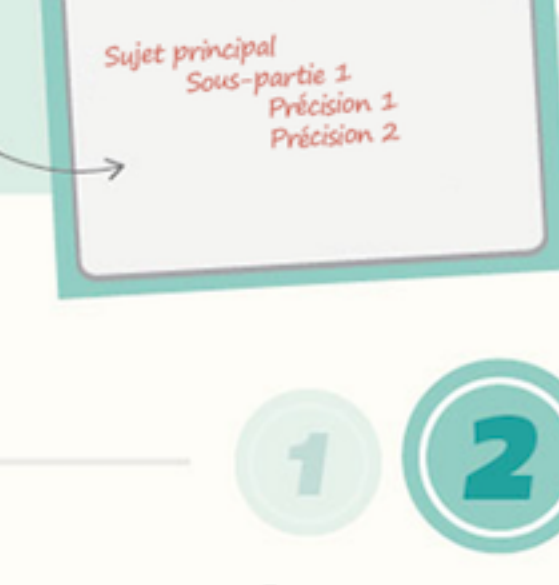 Sujet principal
Sous-partie 1
Précision 1
Précision 2
1 2